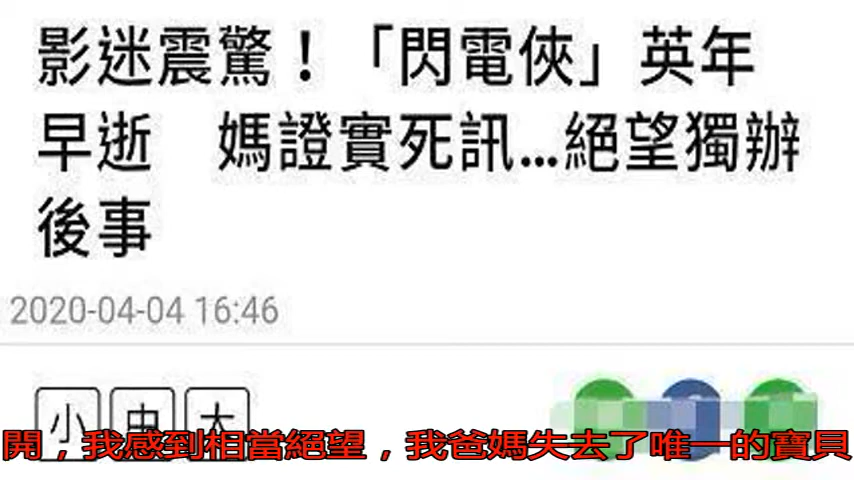 影迷震驚！「閃電俠」英年
早逝　媽證實死訊...絕望獨辦
後事
2020-04-04 16:46
小 中 大
開，我感到相當絕望，我爸媽失去了唯一的寶貝